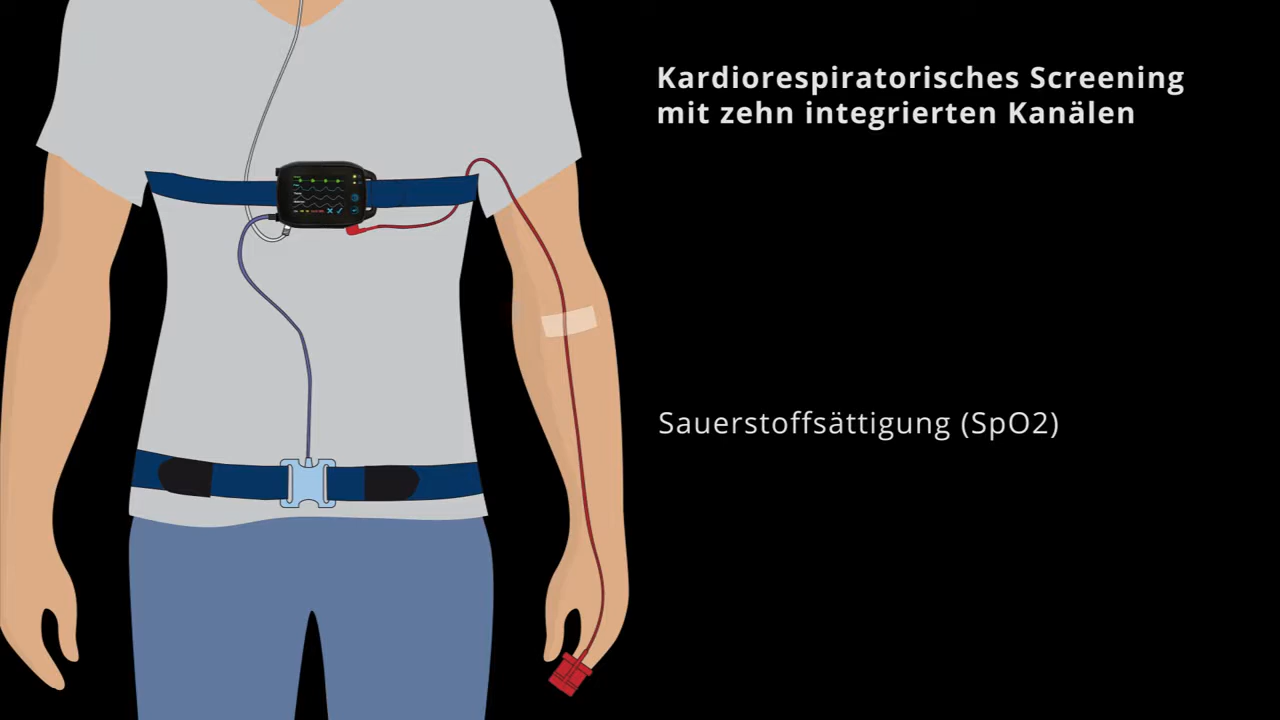 Kardiorespiratorisches Screening
mit zehn integrierten Kanälen
Sauerstoffsättigung (SpO2)